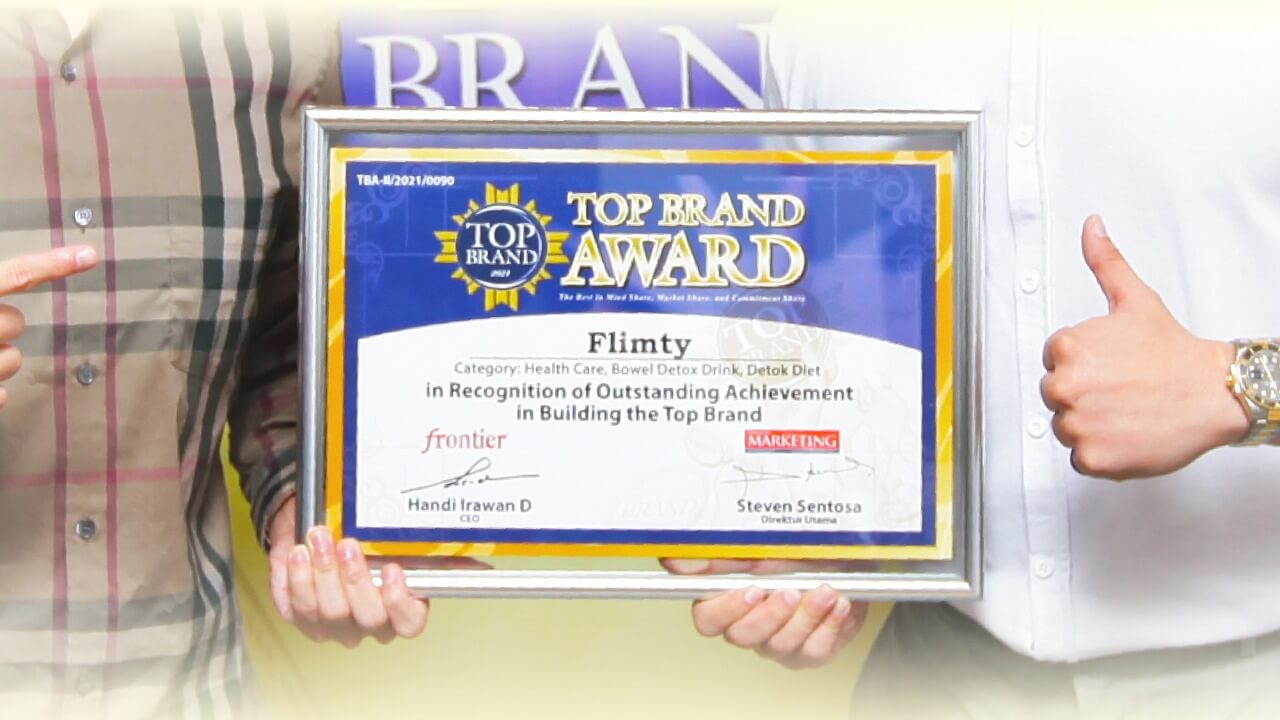 BRAN
TBA-II/2021/0090
TOP
BRAND
2021
TOP BRAND
AWARD
The Best in Mind Share, Market Share, and Commitment Share
Flimty
Category: Health Care, Bowel Detox Drink, Detok Diet
in Recognition of Outstanding Achievement
in Building the Top Brand
frontier
MARKETING
Handi Irawan D
CEO
Steven Sentosa
Direktur Utama